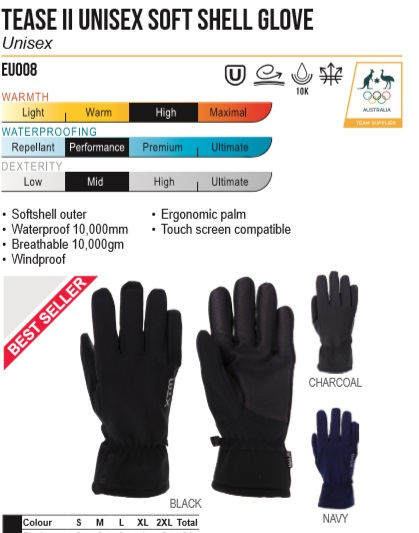 TEASE II UNISEX SOFT SHELL GLOVE
Unisex
EU008
U
10K
AUSTRALIA
TEAM SUPPLIER
WARMTH
Light Warm High Maximal
WATERPROOFING
Repellant Performance Premium Ultimate
DEXTERITY
Low Mid High Ultimate
• Softshell outer
• Waterproof 10,000mm
• Breathable 10,000gm
• Windproof
• Ergonomic palm
• Touch screen compatible
BEST SELLER
XTM
CHARCOAL
BLACK
NAVY
Colour S M L XL 2XL Total